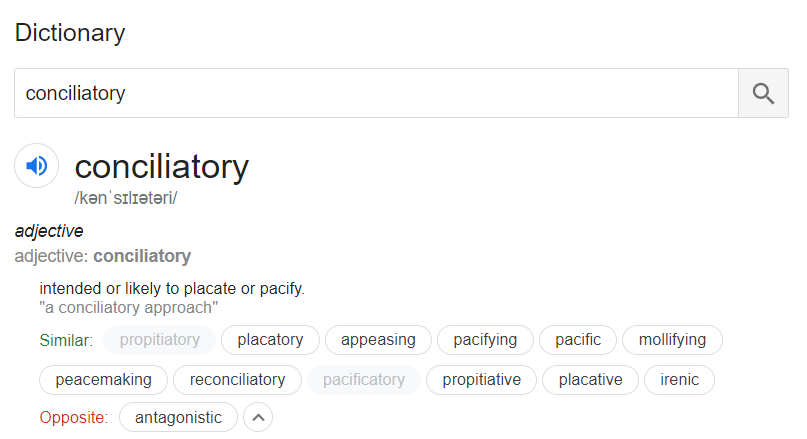 Dictionary
conciliatory
conciliatory
/kənˈsɪlɪət(ə)ri/
adjective
adjective: conciliatory
intended or likely to placate or pacify.
"a conciliatory approach"
Similar: propitiatory placatory appeasing pacifying pacific mollifying
peacemaking reconciliatory pacificatory propitiative placative irenic
Opposite: antagonistic